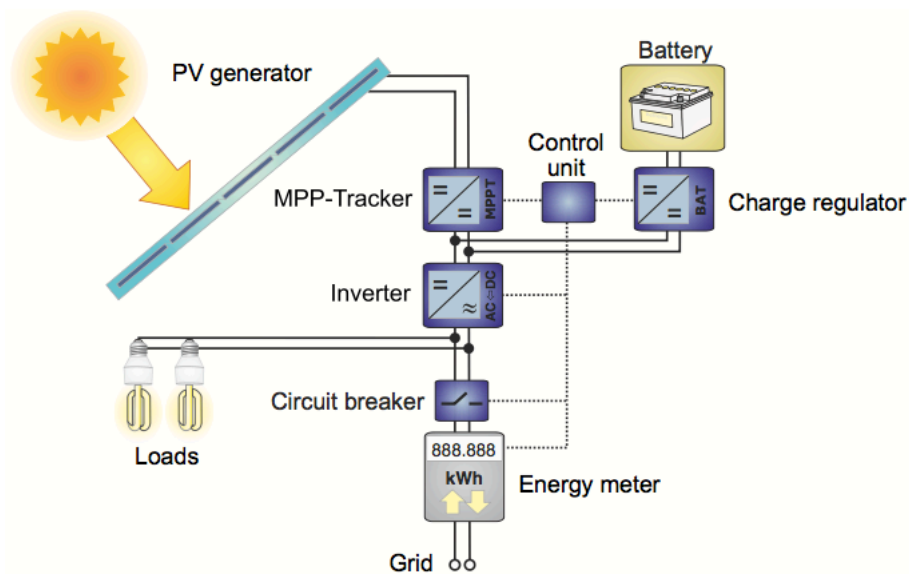 Battery
PV generator
Control
unit
MPP-Tracker
MPPT
BAT
Charge regulator
Inverter
AC⇦DC
Circuit breaker
Loads
888.888
kWh
Energy meter
Grid